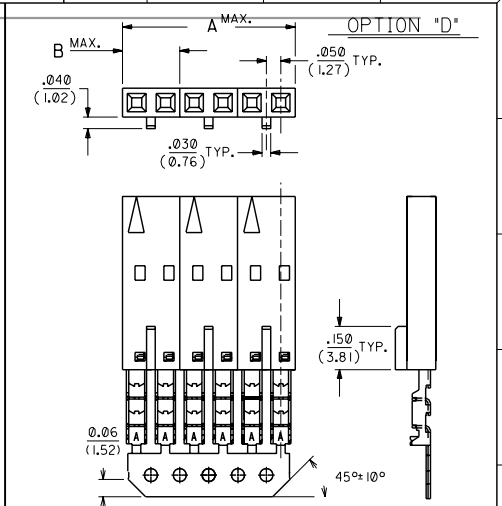 OPTION "D"
A MAX.
B MAX.
.050
(1.27) TYP.
.040
(1.02)
.030
(0.76) TYP.
.150
(3.81) TYP.
0.06
(1.52)
A A A A A A
45°±10°